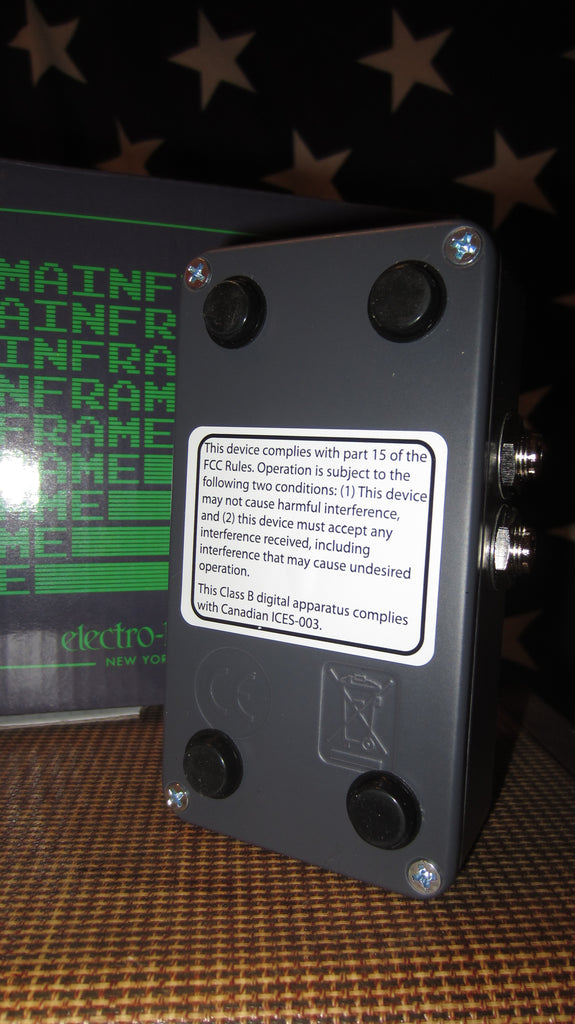 MAINF
AINFR
INFRA
NFRAM
FRAME
AME
ME
ME
E
electro-
NEW YOR
This device complies with part 15 of the
FCC Rules. Operation is subject to the
following two conditions: (1) This device
may not cause harmful interference,
and (2) this device must accept any
interference received, including
interference that may cause undesired
operation.
This Class B digital apparatus complies
with Canadian ICES-003.
CE